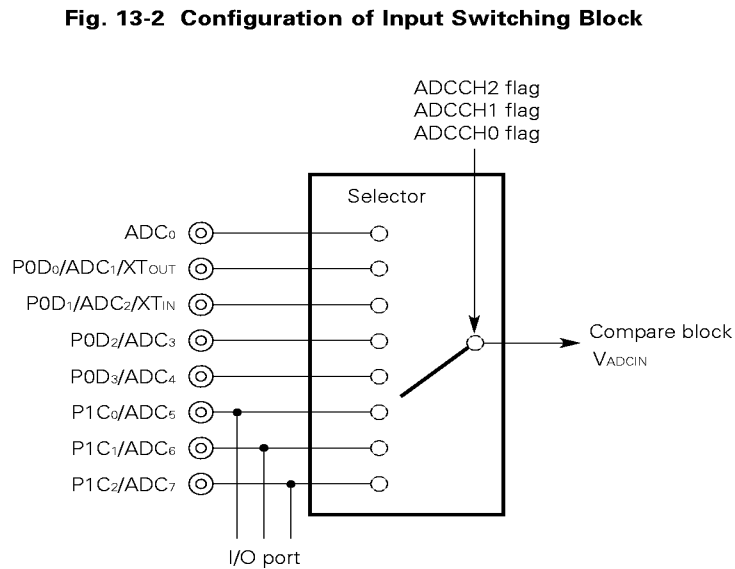 Fig. 13-2 Configuration of Input Switching Block
ADCCH2 flag
ADCCH1 flag
ADCCH0 flag
Selector
ADC₀
P0D₀/ADC₁/XTOUT
P0D₁/ADC₂/XTIN
P0D₂/ADC₃
P0D₃/ADC₄
P1C₀/ADC₅
P1C₁/ADC₆
P1C₂/ADC₇
Compare block
VADCIN
I/O port